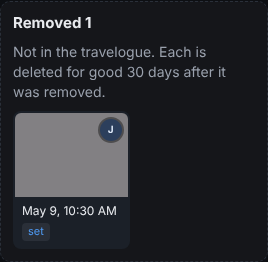 Removed 1
Not in the travelogue. Each is
deleted for good 30 days after it
was removed.
J
May 9, 10:30 AM
set